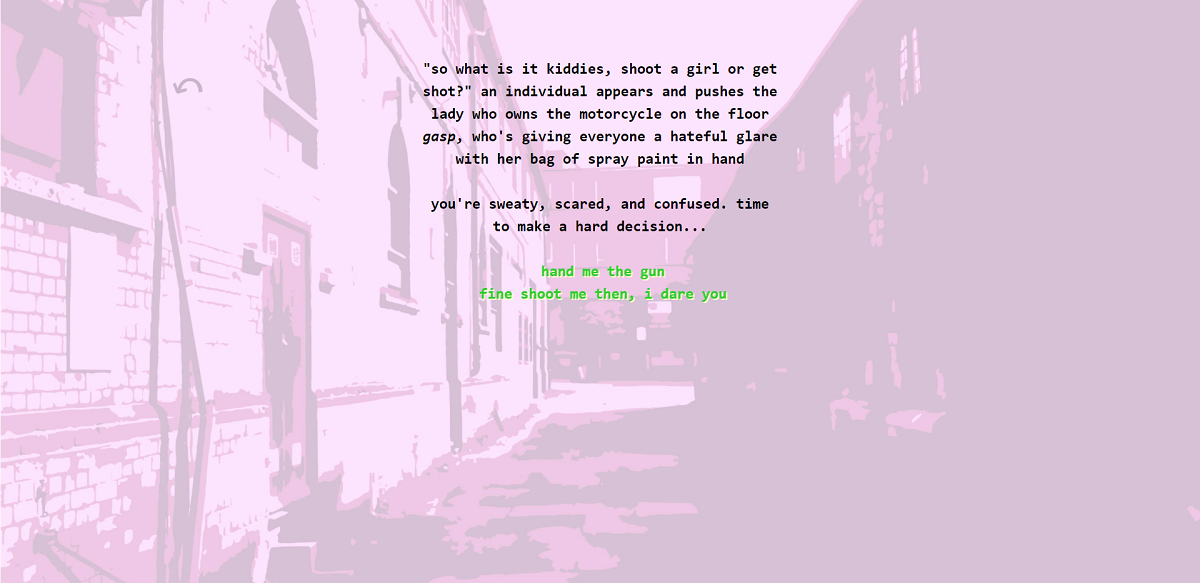 "so what is it kiddies, shoot a girl or get
shot?" an individual appears and pushes the
lady who owns the motorcycle on the floor
gasp, who's giving everyone a hateful glare
with her bag of spray paint in hand
you're sweaty, scared, and confused. time
to make a hard decision...
hand me the gun
fine shoot me then, i dare you